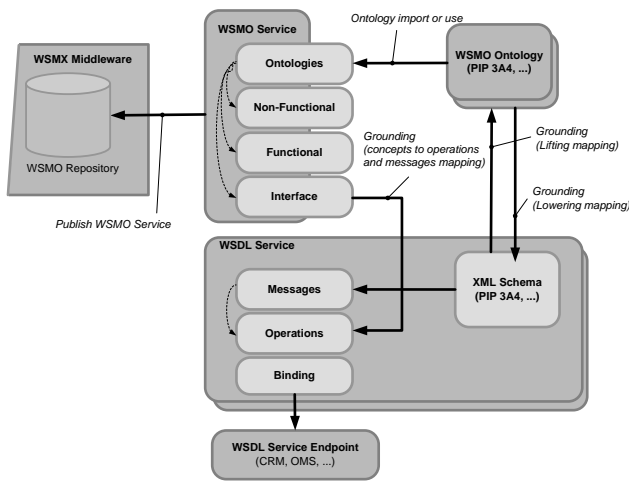 Ontology import or use
WSMO Service
WSMX Middleware
WSMO Ontology
(PIP 3A4, ...)
Ontologies
Non-Functional
Grounding
(concepts to operations
and messages mapping)
Grounding
(Lifting mapping)
Functional
WSMO Repository
Interface
Grounding
(Lowering mapping)
Publish WSMO Service
WSDL Service
Messages
XML Schema
(PIP 3A4, ...)
Operations
Binding
WSDL Service Endpoint
(CRM, OMS, ...)